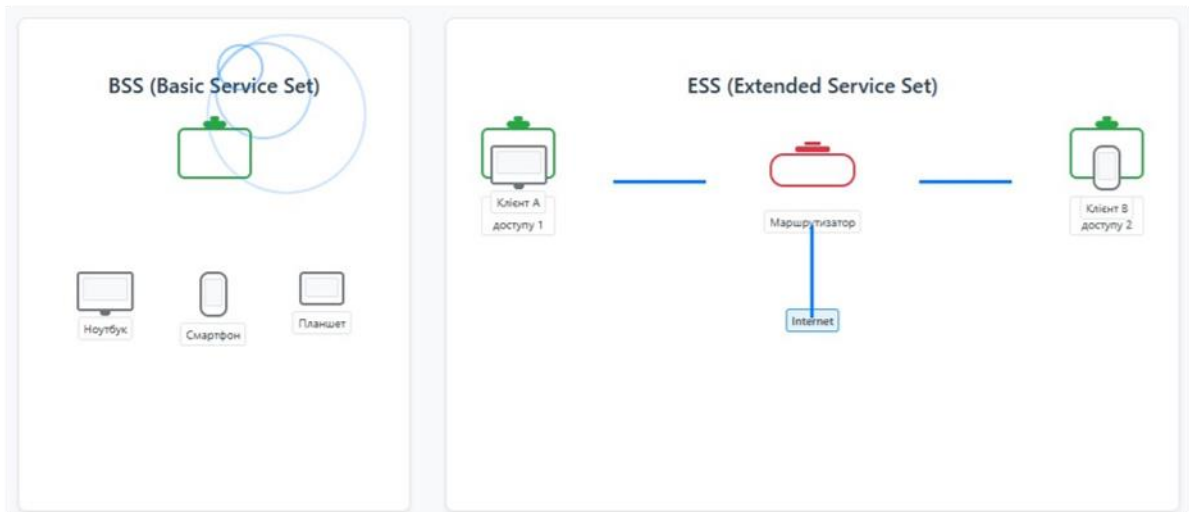 BSS (Basic Service Set)
Ноутбук
Смартфон
Планшет
ESS (Extended Service Set)
Клієнт А
доступу 1
Маршрутизатор
Клієнт В
доступу 2
Internet